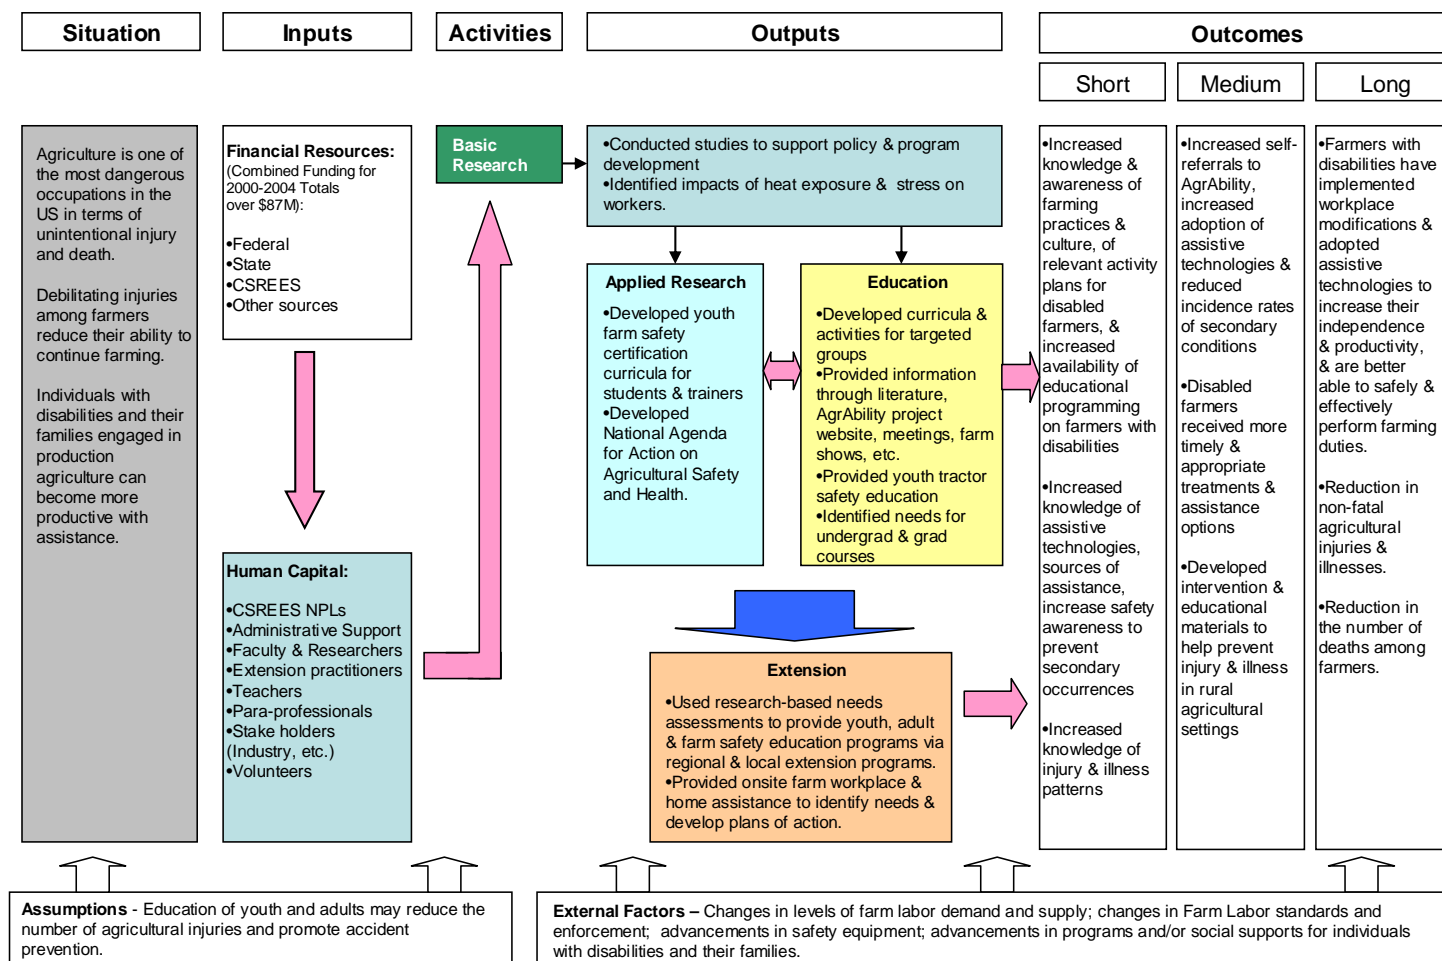 Situation
Inputs
Activities
Outputs
Outcomes
Short
Medium
Long
Agriculture is one of
the most dangerous
occupations in the
US in terms of
unintentional injury
and death.
Debilitating injuries
among farmers
reduce their ability to
continue farming.
Individuals with
disabilities and their
families engaged in
production
agriculture can
become more
productive with
assistance.
Financial Resources:
(Combined Funding for
2000-2004 Totals
over $87M):
•Federal
•State
•CSREES
•Other sources
Human Capital:
•CSREES NPLs
•Administrative Support
•Faculty & Researchers
•Extension practitioners
•Teachers
•Para-professionals
•Stake holders
(Industry, etc.)
•Volunteers
Basic
Research
•Conducted studies to support policy & program
development
•Identified impacts of heat exposure & stress on
workers.
Applied Research
•Developed youth
farm safety
certification
curricula for
students & trainers
•Developed
National Agenda
for Action on
Agricultural Safety
and Health.
Education
•Developed curricula &
activities for targeted
groups
•Provided information
through literature,
AgrAbility project
website, meetings, farm
shows, etc.
•Provided youth tractor
safety education
•Identified needs for
undergrad & grad
courses
Extension
•Used research-based needs
assessments to provide youth, adult
& farm safety education programs via
regional & local extension programs.
•Provided onsite farm workplace &
home assistance to identify needs &
develop plans of action.
•Increased
knowledge &
awareness of
farming
practices &
culture, of
relevant activity
plans for
disabled
farmers, &
increased
availability of
educational
programming
on farmers with
disabilities
•Increased
knowledge of
assistive
technologies,
sources of
assistance,
increase safety
awareness to
prevent
secondary
occurrences
•Increased
knowledge of
injury & illness
patterns
•Increased self-
referrals to
AgrAbility,
increased
adoption of
assistive
technologies &
reduced
incidence rates
of secondary
conditions
•Disabled
farmers
received more
timely &
appropriate
treatments &
assistance
options
•Developed
intervention &
educational
materials to
help prevent
injury & illness
in rural
agricultural
settings
•Farmers with
disabilities have
implemented
workplace
modifications &
adopted
assistive
technologies to
increase their
independence
& productivity,
& are better
able to safely &
effectively
perform farming
duties.
•Reduction in
non-fatal
agricultural
injuries &
illnesses.
•Reduction in
the number of
deaths among
farmers.
Assumptions - Education of youth and adults may reduce the
number of agricultural injuries and promote accident
prevention.
External Factors – Changes in levels of farm labor demand and supply; changes in Farm Labor standards and
enforcement; advancements in safety equipment; advancements in programs and/or social supports for individuals
with disabilities and their families.